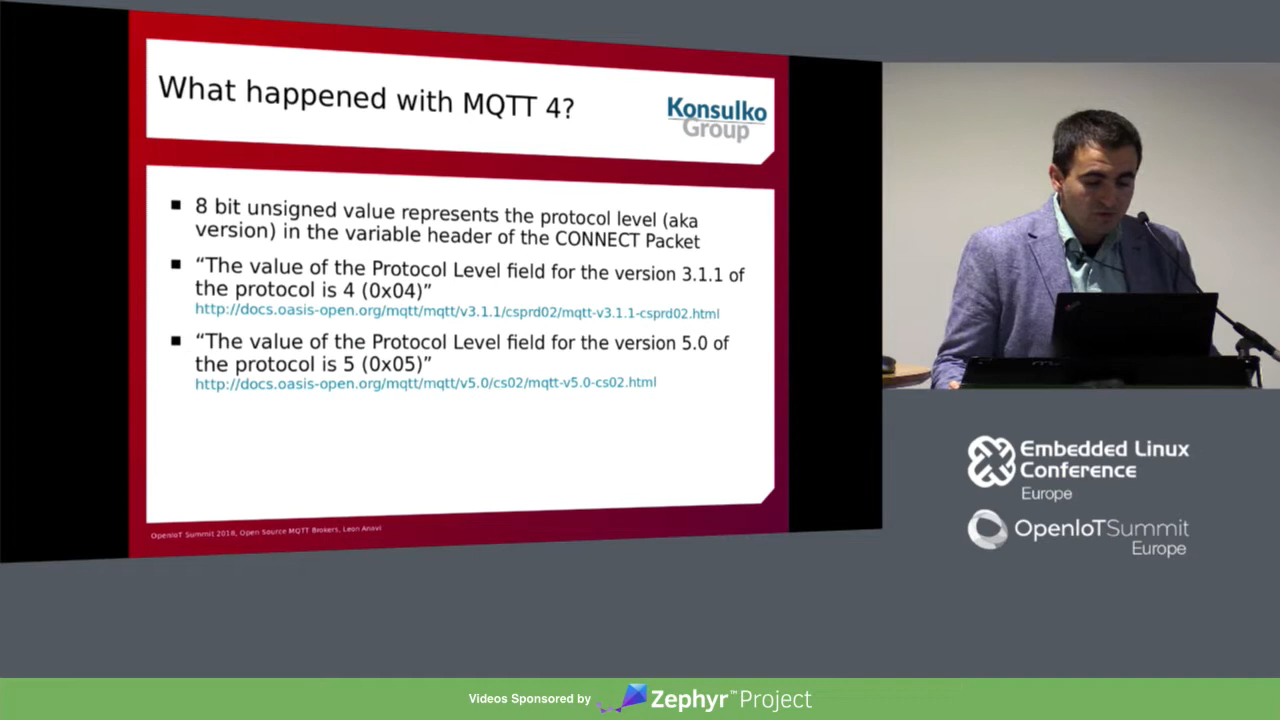 What happened with MQTT 4?
Konsulko
Group
8 bit unsigned value represents the protocol level (aka
version) in the variable header of the CONNECT Packet
“The value of the Protocol Level field for the version 3.1.1 of
the protocol is 4 (0x04)”
http://docs.oasis-open.org/mqtt/mqtt/v3.1.1/csprd02/mqtt-v3.1.1-csprd02.html
“The value of the Protocol Level field for the version 5.0 of
the protocol is 5 (0x05)”
http://docs.oasis-open.org/mqtt/mqtt/v5.0/cs02/mqtt-v5.0-cs02.html
OpenIoT Summit 2018, Open Source MQTT Brokers, Leon Anavi
Embedded Linux
Conference
Europe
OpenIoTSummit
Europe
Videos Sponsored by Zephyr™Project